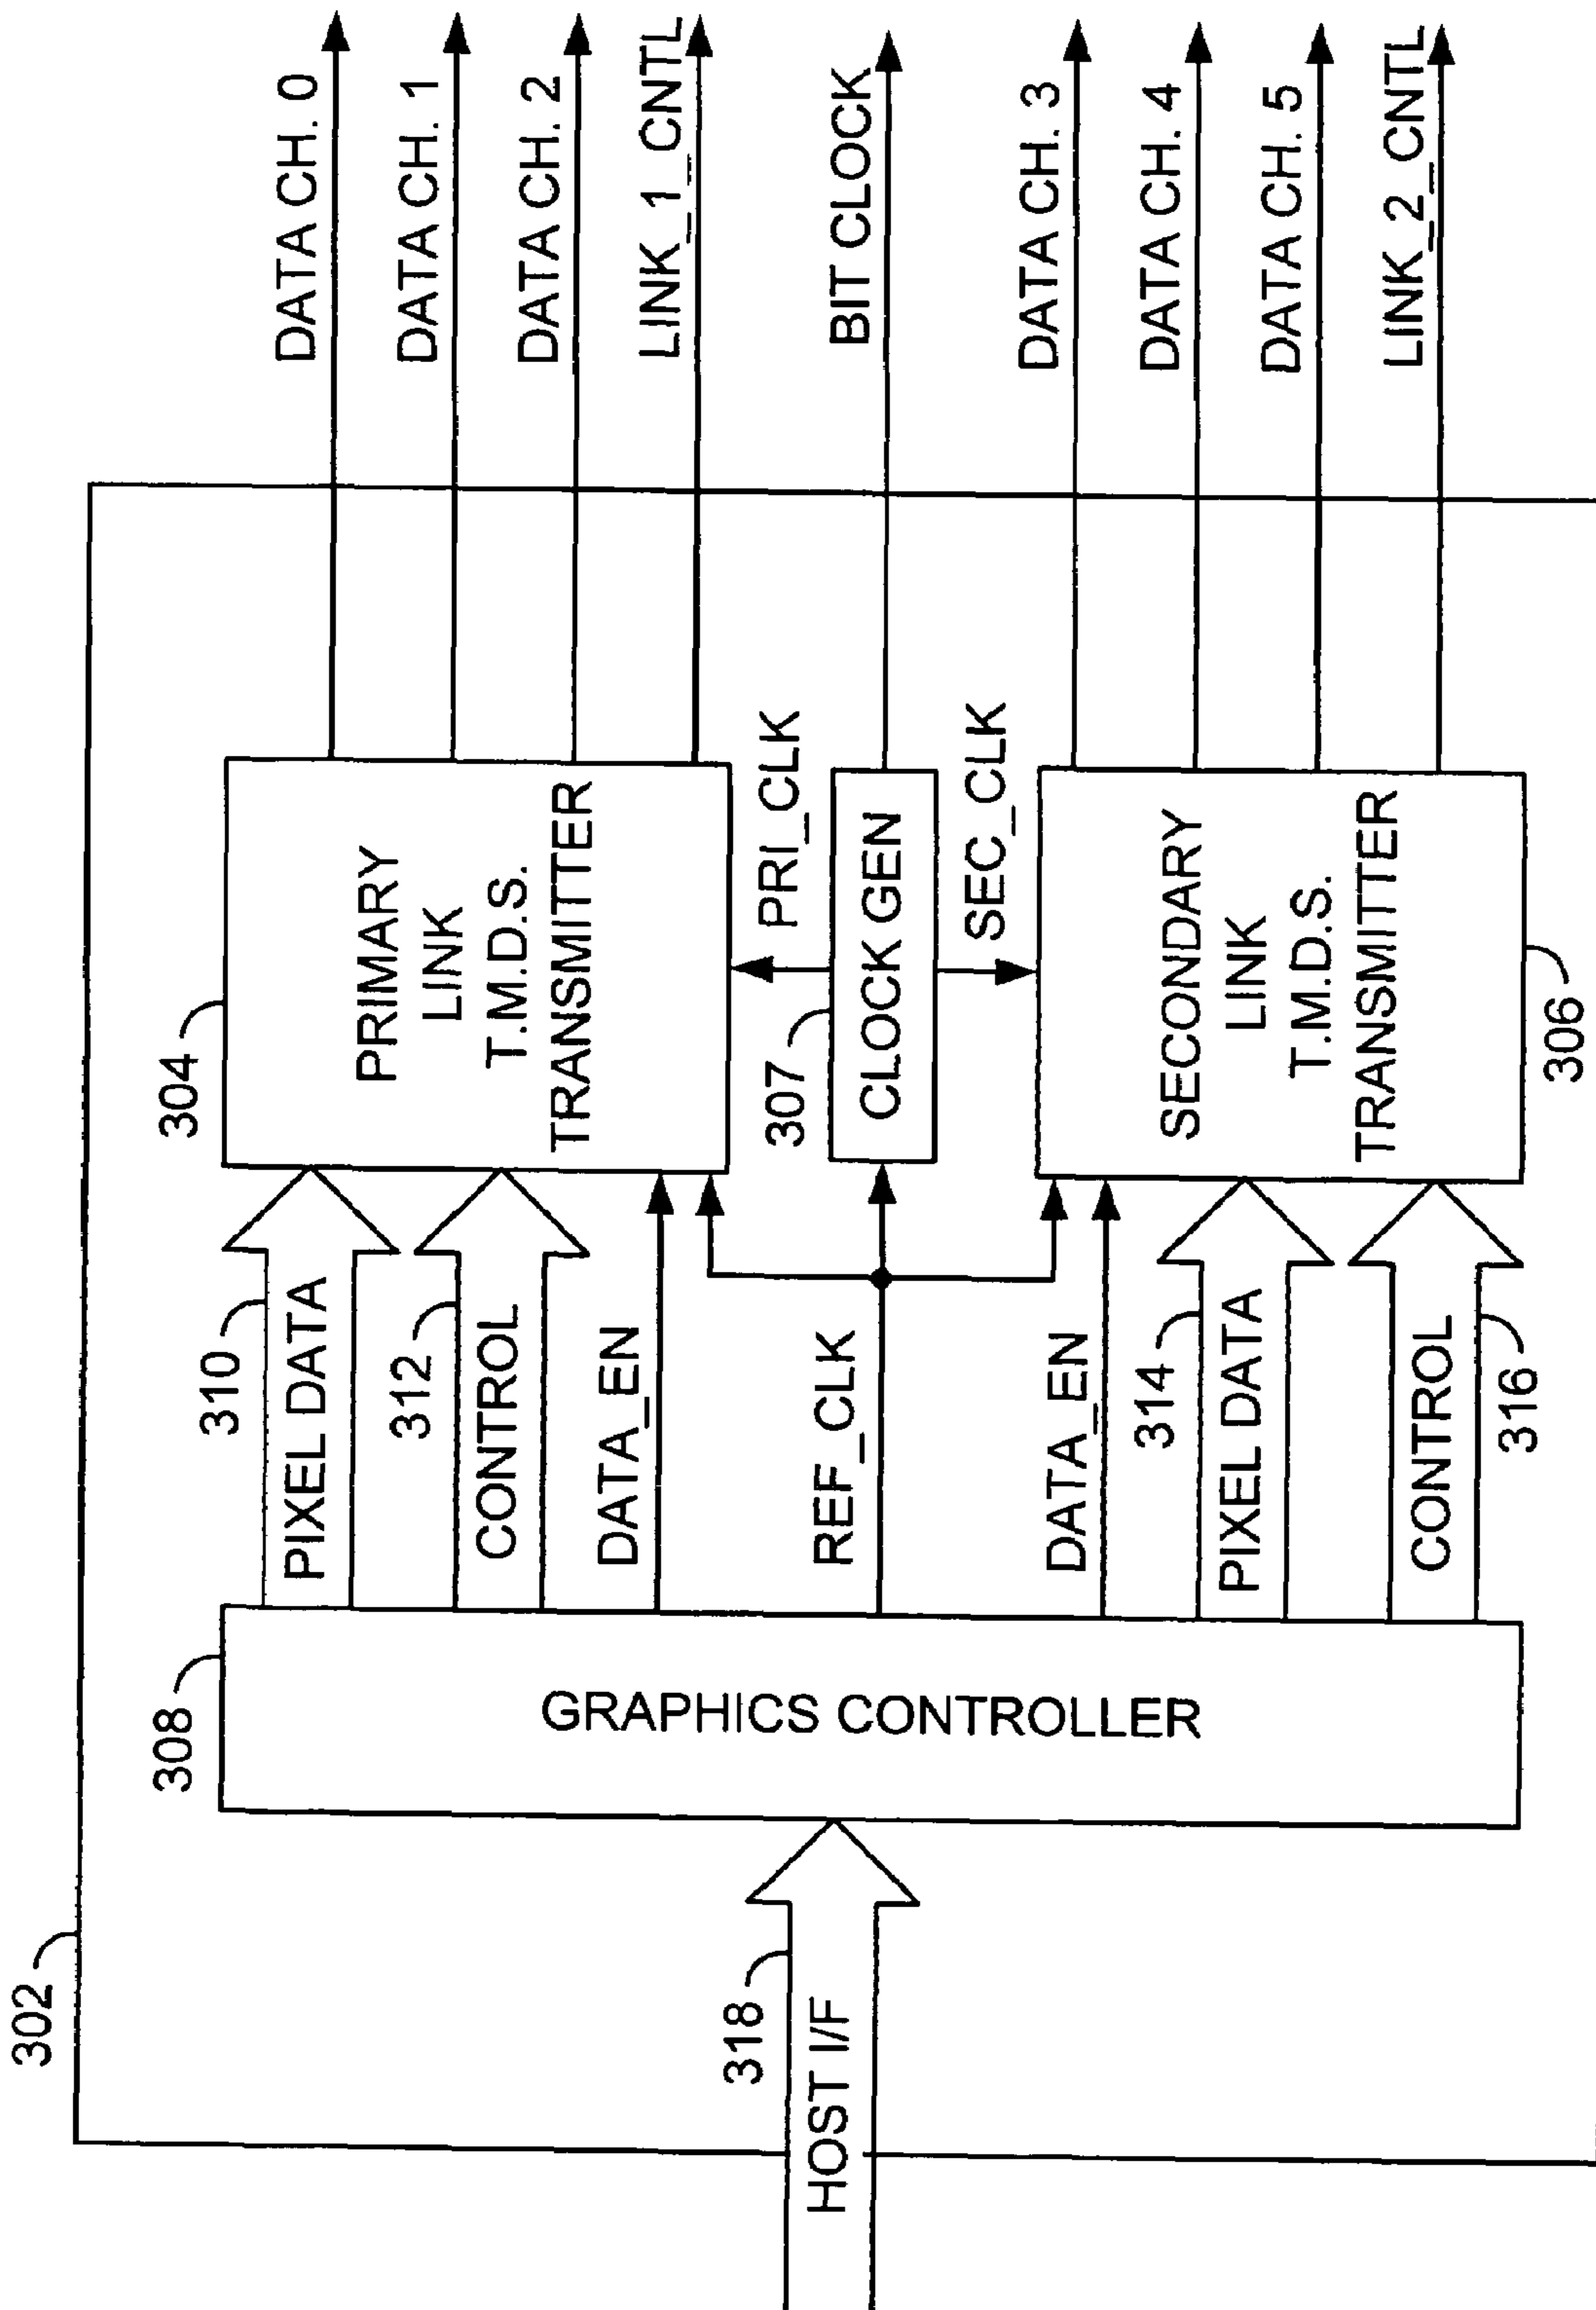 302
318
HOST I/F
308
GRAPHICS CONTROLLER
310
PIXEL DATA
312
CONTROL
DATA_EN
REF_CLK
DATA_EN
314
PIXEL DATA
CONTROL
316
304
PRIMARY
LINK
T.M.D.S.
TRANSMITTER
PRI_CLK
307
CLOCK GEN
SEC_CLK
SECONDARY
LINK
T.M.D.S.
TRANSMITTER
306
DATA CH. 0
DATA CH. 1
DATA CH. 2
LINK_1_CNTL
BIT CLOCK
DATA CH. 3
DATA CH. 4
DATA CH. 5
LINK_2_CNTL